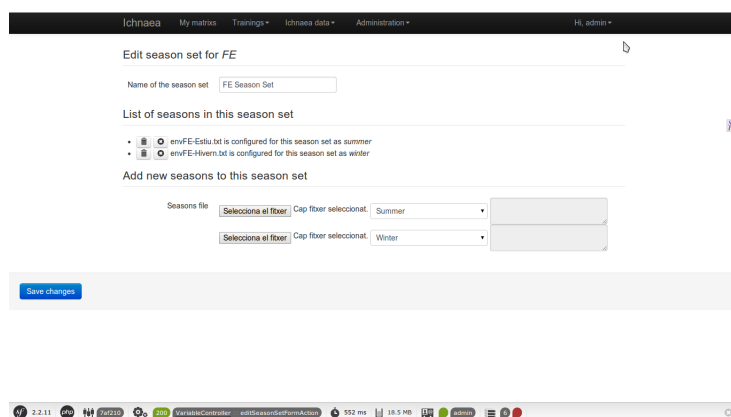 Ichnaea My matrixs Trainings Ichnaea data Administration Hi, admin
Edit season set for FE
Name of the season set FE Season Set
List of seasons in this season set
envFE-Estiu.txt is configured for this season set as summer
envFE-Hivern.txt is configured for this season set as winter
Add new seasons to this season set
Seasons file Selecciona el fitxer Cap fitxer seleccionat. Summer
Selecciona el fitxer Cap fitxer seleccionat. Winter
Save changes
sf 2.2.11 php 7af210 200 VariableController editSeasonSetFormAction 552 ms 18.5 MB admin 6